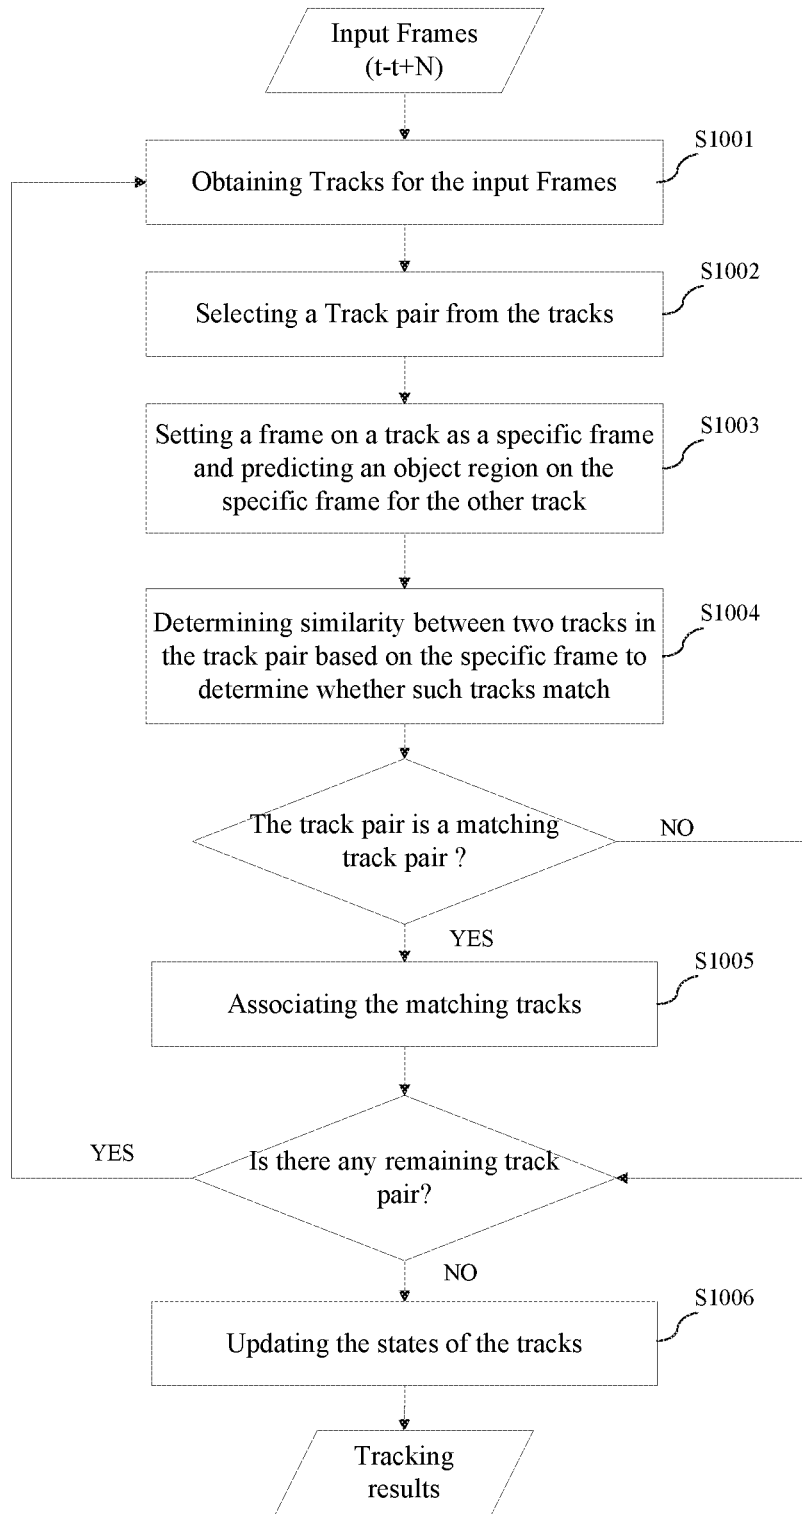 Input Frames
(t-t+N)
S1001
Obtaining Tracks for the input Frames
S1002
Selecting a Track pair from the tracks
S1003
Setting a frame on a track as a specific frame
and predicting an object region on the
specific frame for the other track
S1004
Determining similarity between two tracks in
the track pair based on the specific frame to
determine whether such tracks match
The track pair is a matching
track pair ?
NO
YES
S1005
Associating the matching tracks
YES
Is there any remaining track
pair?
NO
S1006
Updating the states of the tracks
Tracking
results